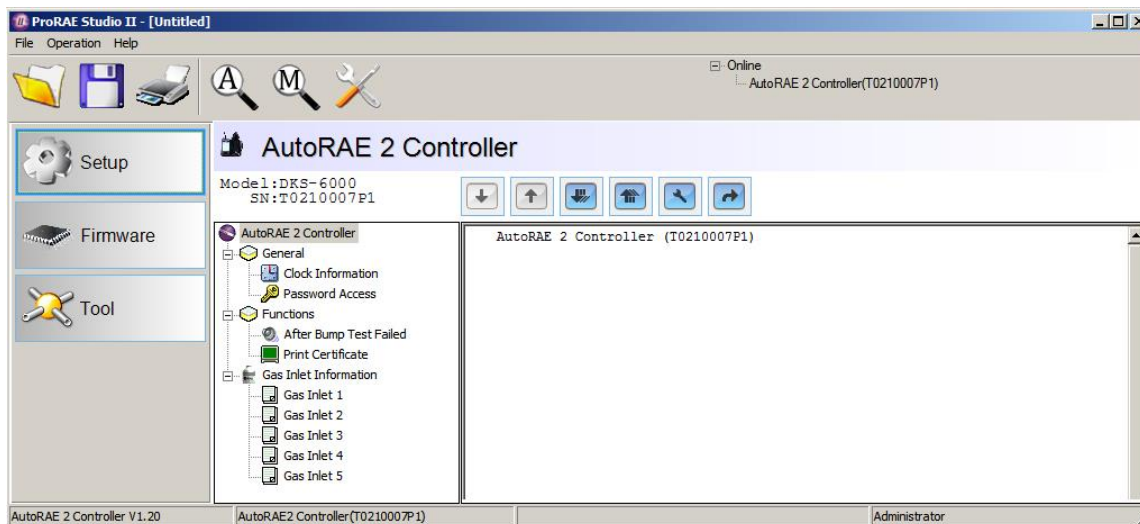 ProRAE Studio II - [Untitled]
File Operation Help
A M
Online
AutoRAE 2 Controller(T0210007P1)
Setup
Firmware
Tool
AutoRAE 2 Controller
Model:DKS-6000
SN:T0210007P1
AutoRAE 2 Controller
General
Clock Information
Password Access
Functions
After Bump Test Failed
Print Certificate
Gas Inlet Information
Gas Inlet 1
Gas Inlet 2
Gas Inlet 3
Gas Inlet 4
Gas Inlet 5
AutoRAE 2 Controller (T0210007P1)
AutoRAE 2 Controller V1.20 AutoRAE2 Controller(T0210007P1) Administrator